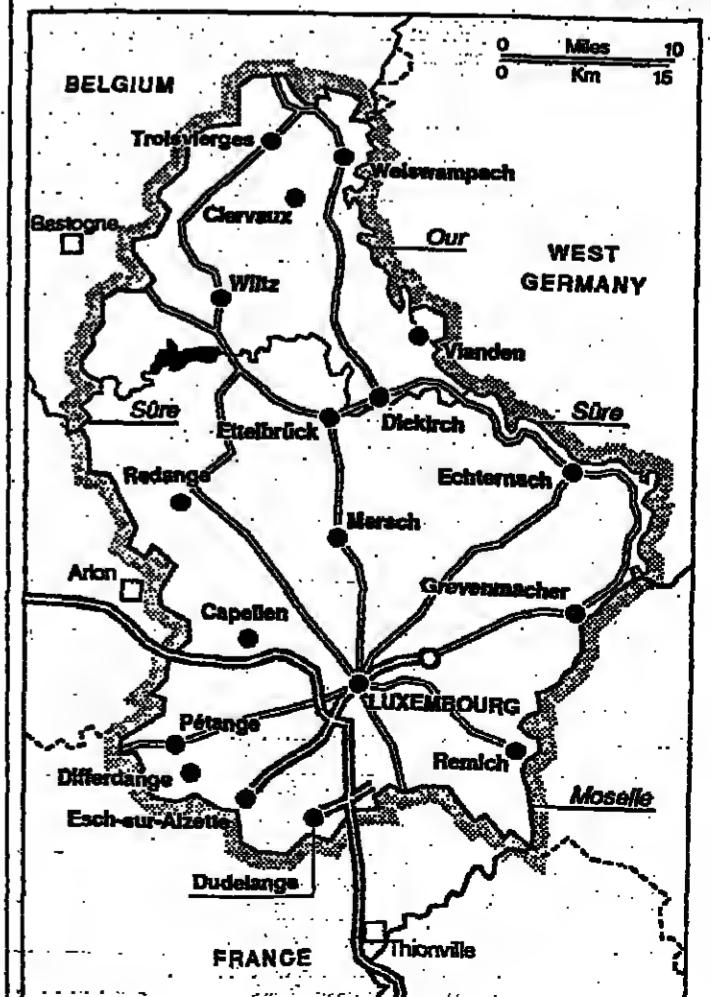 0 Miles 10
0 Km 15
BELGIUM
Troisvierges
Weiswampach
Clervaux
Bastogne
Our
WEST
GERMANY
Wiltz
Vianden
Sûre
Ettelbrück
Diekirch
Sûre
Redange
Echternach
Mersch
Arlon
Grevenmacher
Capellen
LUXEMBOURG
Pétange
Remich
Differdange
Moselle
Esch-sur-Alzette
Dudelange
Thionville
FRANCE